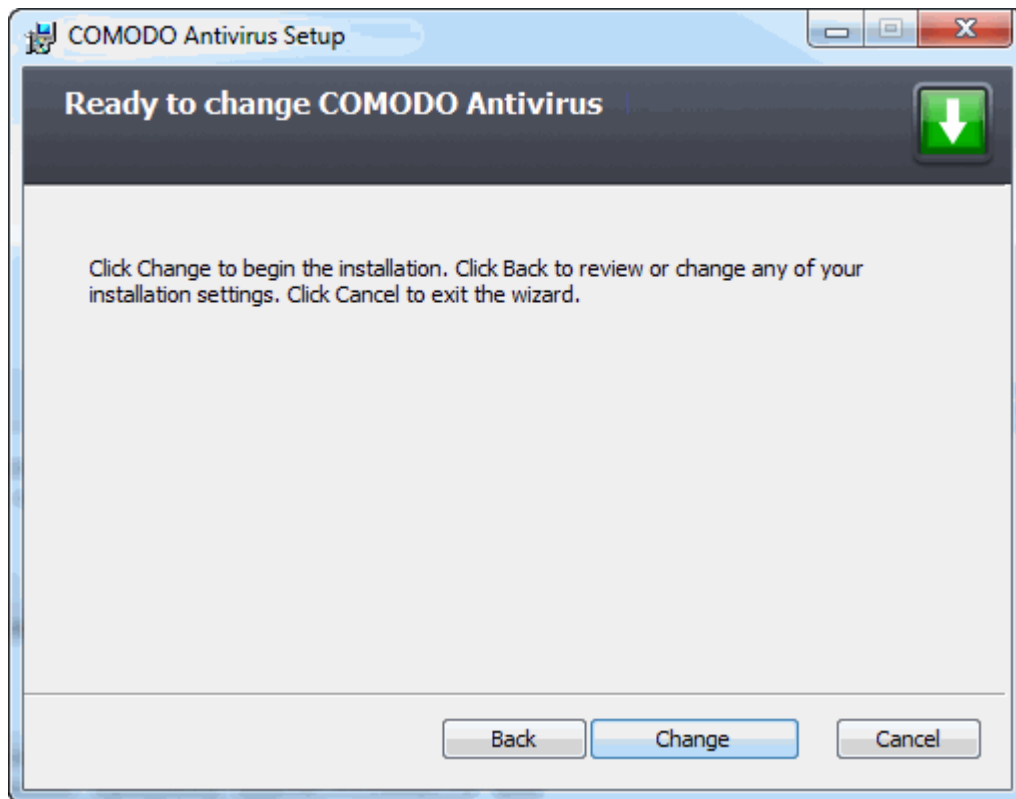 COMODO Antivirus Setup
Ready to change COMODO Antivirus
Click Change to begin the installation. Click Back to review or change any of your
installation settings. Click Cancel to exit the wizard.
Back Change Cancel